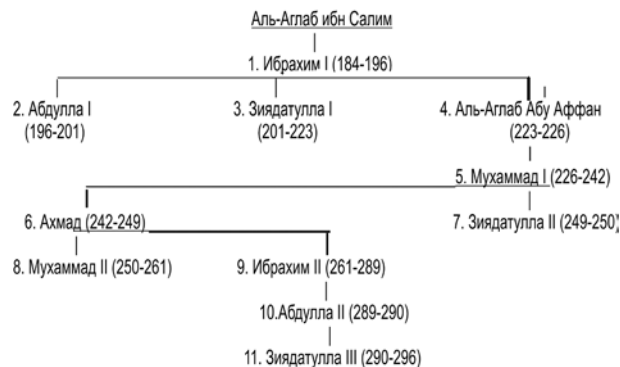 Аль-Аглаб ибн Салим
1. Ибрахим I (184-196)
2. Абдулла I
(196-201)
3. Зиядатулла I
(201-223)
4. Аль-Аглаб Абу Аффан
(223-226)
5. Мухаммад I (226-242)
6. Ахмад (242-249)
7. Зиядатулла II (249-250)
8. Мухаммад II (250-261)
9. Ибрахим II (261-289)
10.Абдулла II (289-290)
11. Зиядатулла III (290-296)